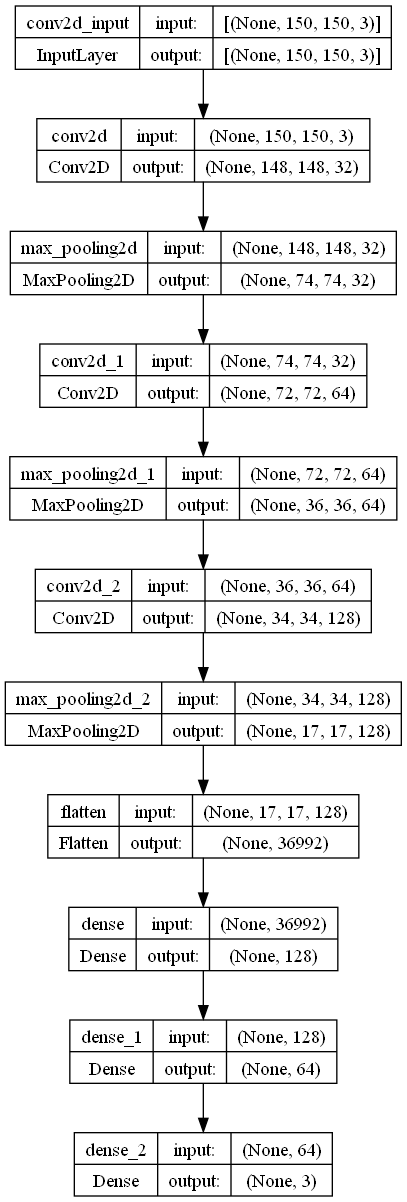 conv2d_input input: [(None, 150, 150, 3)]
InputLayer output: [(None, 150, 150, 3)]
conv2d input: (None, 150, 150, 3)
Conv2D output: (None, 148, 148, 32)
max_pooling2d input: (None, 148, 148, 32)
MaxPooling2D output: (None, 74, 74, 32)
conv2d_1 input: (None, 74, 74, 32)
Conv2D output: (None, 72, 72, 64)
max_pooling2d_1 input: (None, 72, 72, 64)
MaxPooling2D output: (None, 36, 36, 64)
conv2d_2 input: (None, 36, 36, 64)
Conv2D output: (None, 34, 34, 128)
max_pooling2d_2 input: (None, 34, 34, 128)
MaxPooling2D output: (None, 17, 17, 128)
flatten input: (None, 17, 17, 128)
Flatten output: (None, 36992)
dense input: (None, 36992)
Dense output: (None, 128)
dense_1 input: (None, 128)
Dense output: (None, 64)
dense_2 input: (None, 64)
Dense output: (None, 3)